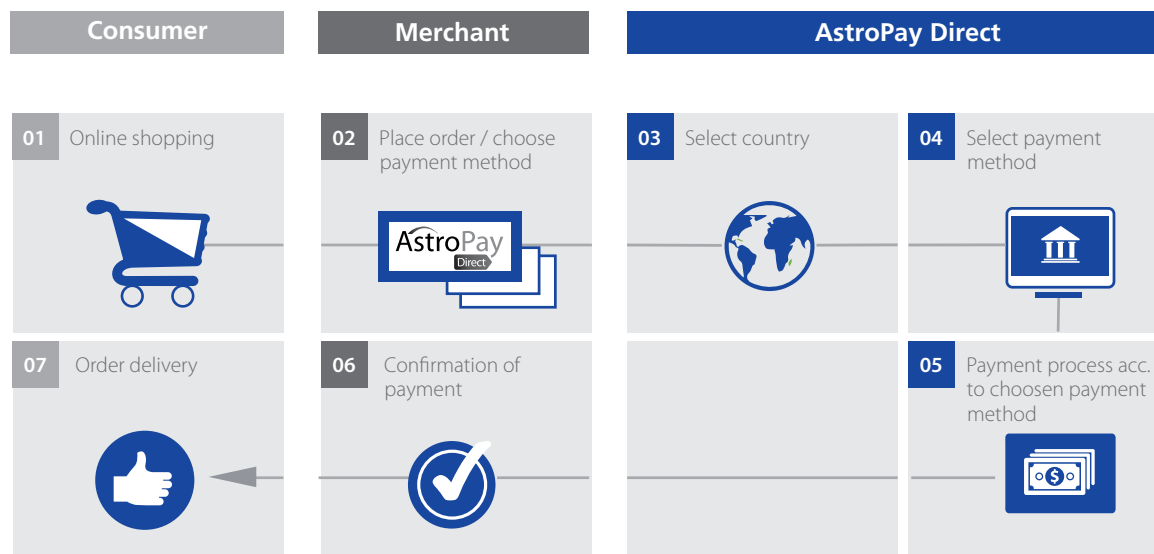 Consumer
Merchant
AstroPay Direct
01
Online shopping
02
Place order / choose
payment method
AstroPay
Direct
03
Select country
04
Select payment
method
07
Order delivery
06
Confirmation of
payment
05
Payment process acc.
to choosen payment
method
$